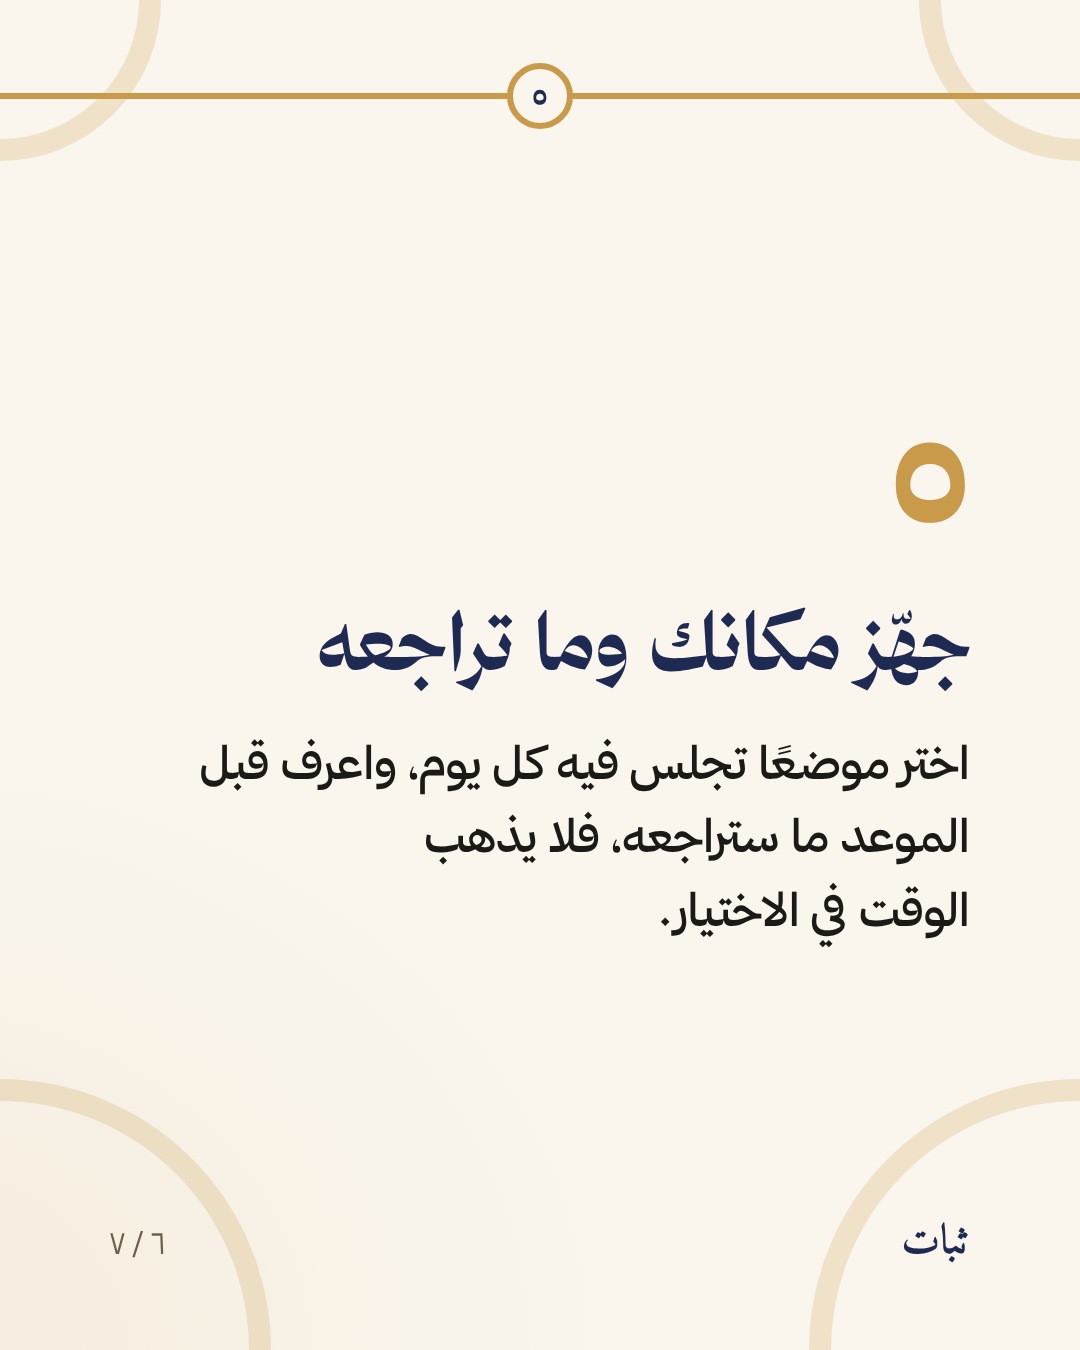 ٥
٥
جهّز مكانك وما تراجعه
اختر موضعًا تجلس فيه كل يوم، واعرف قبل
الموعد ما ستراجعه، فلا يذهب
الوقت في الاختيار.
ثبات
٦ / ٧